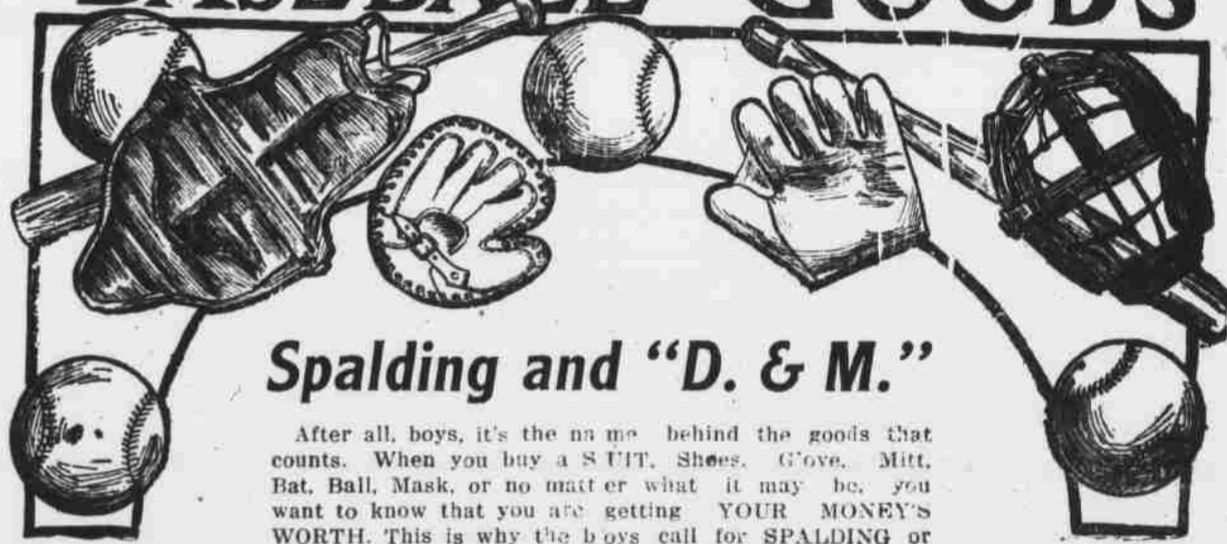 BASEBALL GOODS
Spalding and “D. & M.”
After all, boys, it's the name behind the goods that
counts. When you buy a SUIT, Shoes, Glove, Mitt,
Bat, Ball, Mask, or no matter what it may be, you
want to know that you are getting YOUR MONEY'S
WORTH. This is why the boys call for SPALDING or